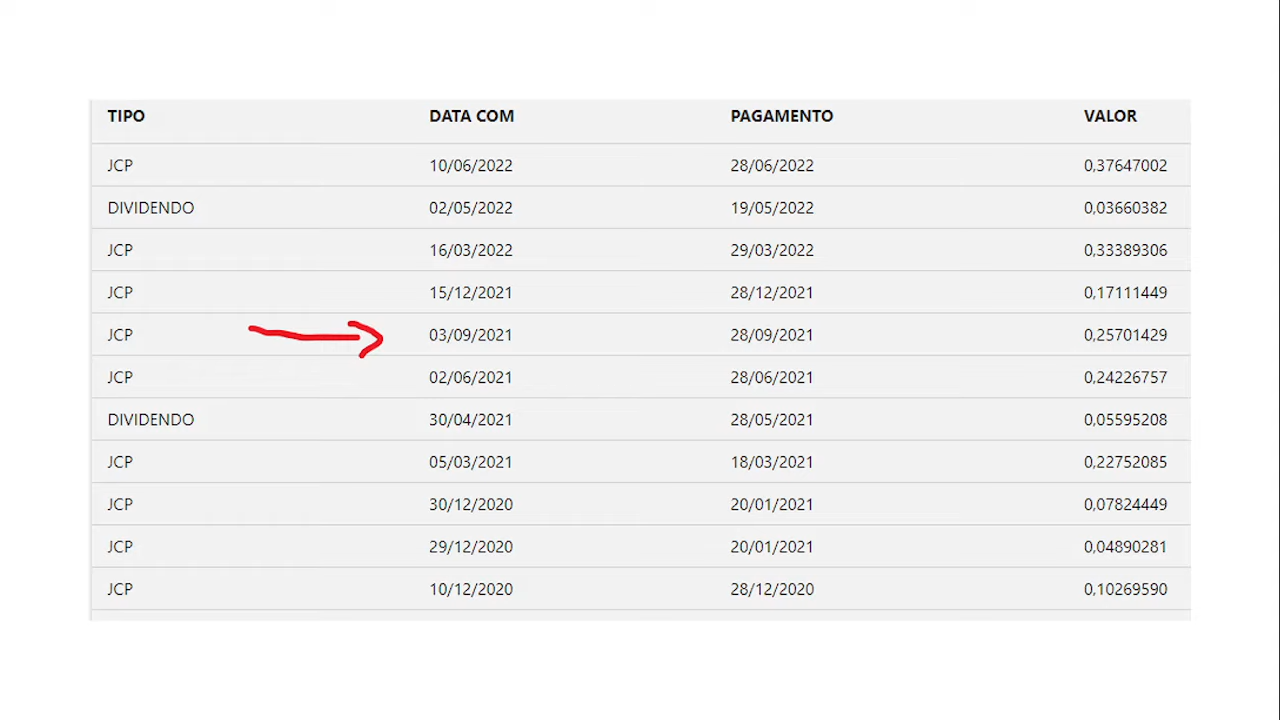 TIPO DATA COM PAGAMENTO VALOR
JCP 10/06/2022 28/06/2022 0,37647002
DIVIDENDO 02/05/2022 19/05/2022 0,03660382
JCP 16/03/2022 29/03/2022 0,33389306
JCP 15/12/2021 28/12/2021 0,17111449
JCP 03/09/2021 28/09/2021 0,25701429
JCP 02/06/2021 28/06/2021 0,24226757
DIVIDENDO 30/04/2021 28/05/2021 0,05595208
JCP 05/03/2021 18/03/2021 0,22752085
JCP 30/12/2020 20/01/2021 0,07824449
JCP 29/12/2020 20/01/2021 0,04890281
JCP 10/12/2020 28/12/2020 0,10269590